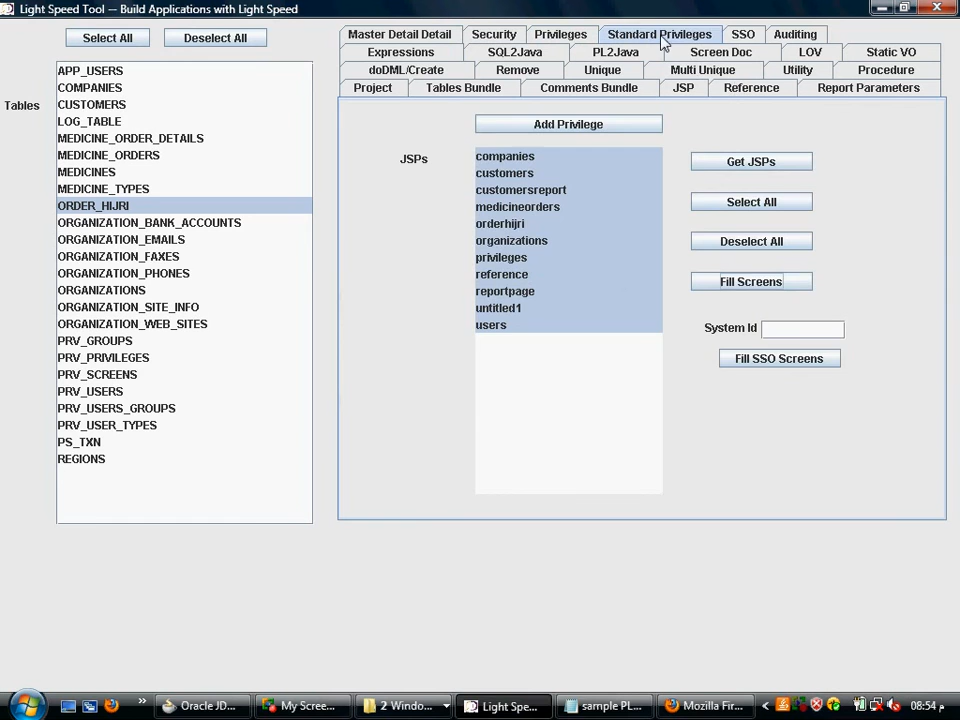 Light Speed Tool — Build Applications with Light Speed
Select All
Deselect All
Tables
APP_USERS
COMPANIES
CUSTOMERS
LOG_TABLE
MEDICINE_ORDER_DETAILS
MEDICINE_ORDERS
MEDICINES
MEDICINE_TYPES
ORDER_HIJRI
ORGANIZATION_BANK_ACCOUNTS
ORGANIZATION_EMAILS
ORGANIZATION_FAXES
ORGANIZATION_PHONES
ORGANIZATIONS
ORGANIZATION_SITE_INFO
ORGANIZATION_WEB_SITES
PRV_GROUPS
PRV_PRIVILEGES
PRV_SCREENS
PRV_USERS
PRV_USERS_GROUPS
PRV_USER_TYPES
PS_TXN
REGIONS
Master Detail Detail Security Privileges Standard Privileges SSO Auditing
Expressions SQL2Java PL2Java Screen Doc LOV Static VO
doDML/Create Remove Unique Multi Unique Utility Procedure
Project Tables Bundle Comments Bundle JSP Reference Report Parameters
Add Privilege
JSPs
companies
customers
customersreport
medicineorders
orderhijri
organizations
privileges
reference
reportpage
untitled1
users
Get JSPs
Select All
Deselect All
Fill Screens
System Id
Fill SSO Screens
» Oracle JD... My Scree... 2 Windo... Light Spe... sample PL... Mozilla Fir... < 08:54 م